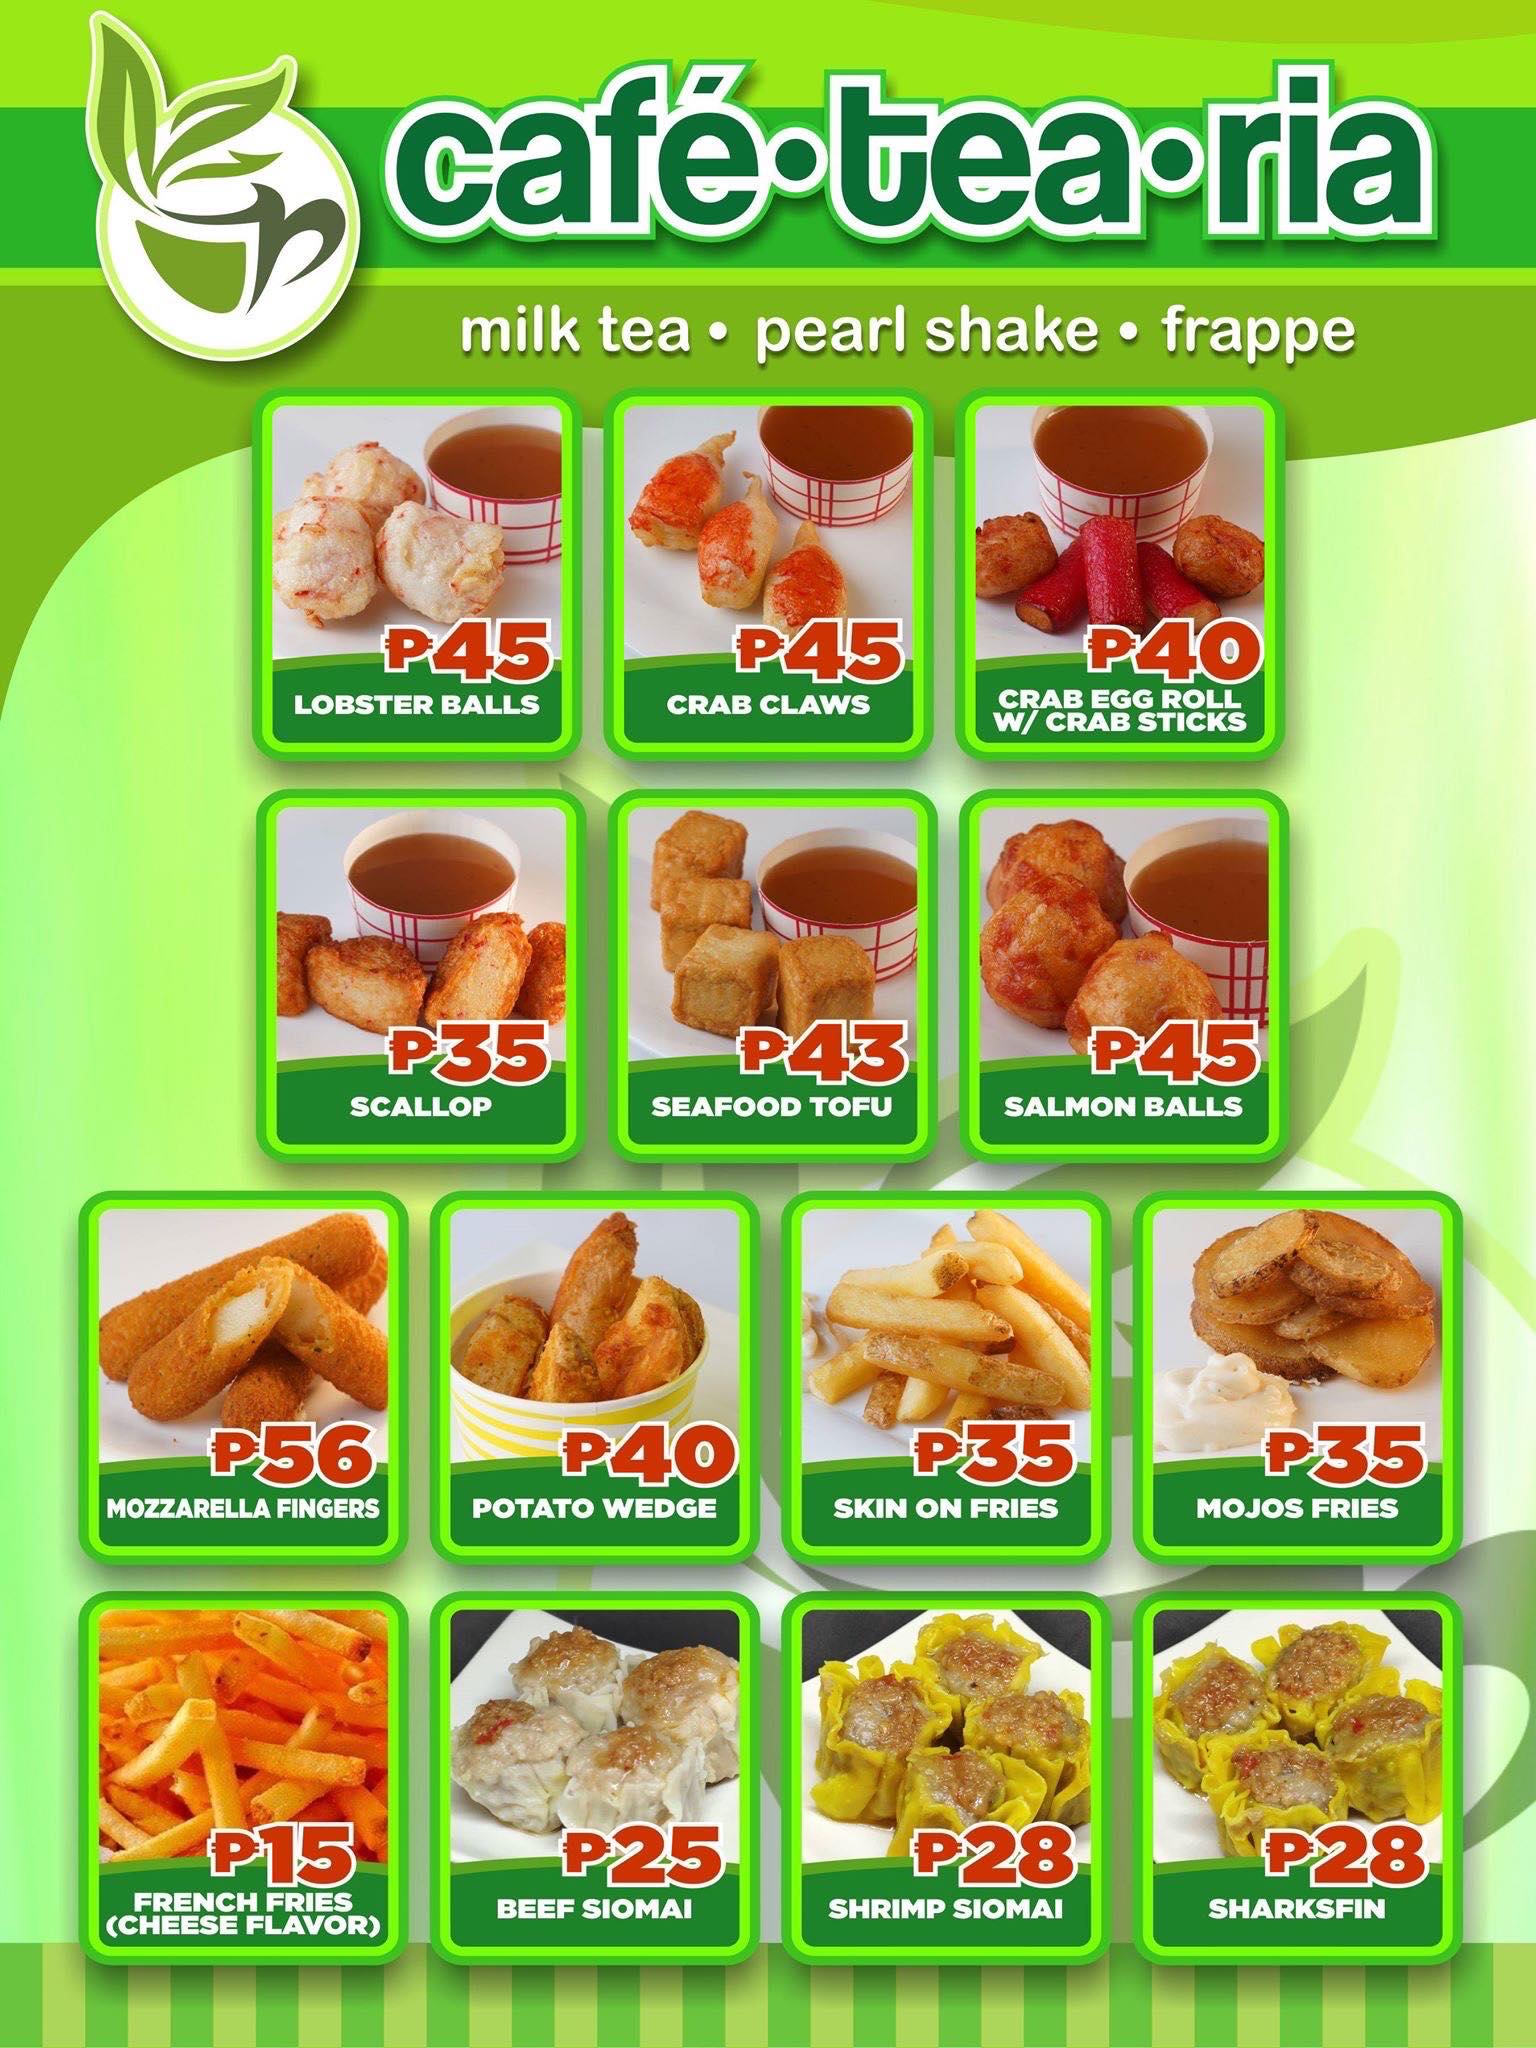 café•tea•ria
milk tea • pearl shake • frappe
₱45
LOBSTER BALLS
₱45
CRAB CLAWS
₱40
CRAB EGG ROLL
W/ CRAB STICKS
₱35
SCALLOP
₱43
SEAFOOD TOFU
₱45
SALMON BALLS
₱56
MOZZARELLA FINGERS
₱40
POTATO WEDGE
₱35
SKIN ON FRIES
₱35
MOJOS FRIES
₱15
FRENCH FRIES
(CHEESE FLAVOR)
₱25
BEEF SIOMAI
₱28
SHRIMP SIOMAI
₱28
SHARKSFIN